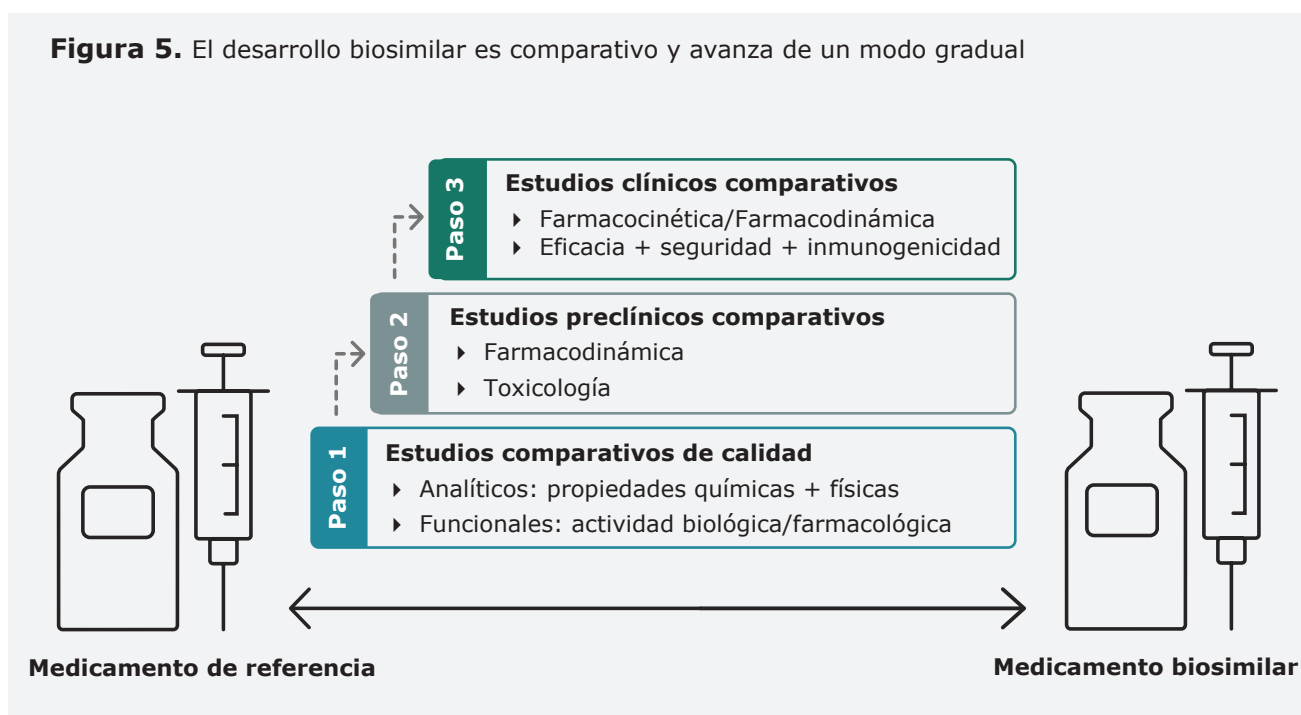 Figura 5. El desarrollo biosimilar es comparativo y avanza de un modo gradual
Paso 3
Estudios clínicos comparativos
Farmacocinética/Farmacodinámica
Eficacia + seguridad + inmunogenicidad
Paso 2
Estudios preclínicos comparativos
Farmacodinámica
Toxicología
Paso 1
Estudios comparativos de calidad
Analíticos: propiedades químicas + físicas
Funcionales: actividad biológica/farmacológica
Medicamento de referencia
Medicamento biosimilar